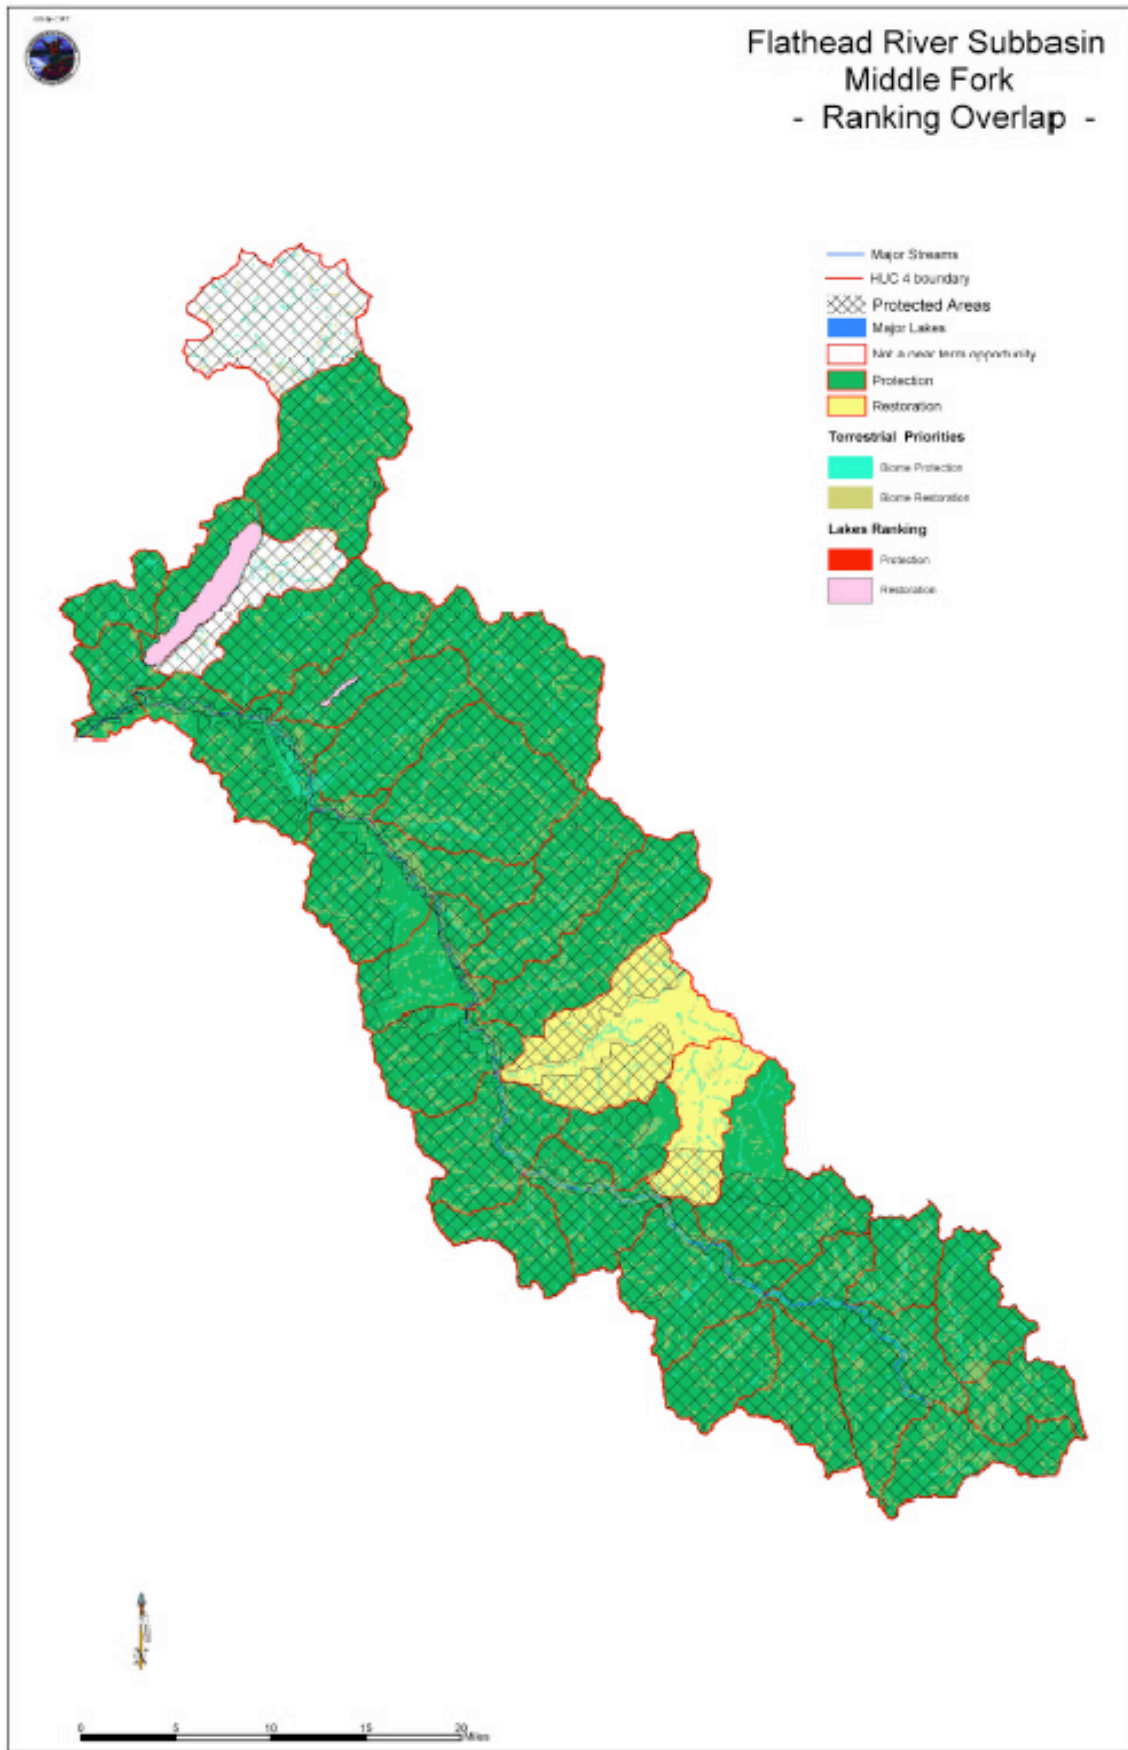 Flathead River Subbasin
Middle Fork
- Ranking Overlap -
Major Streams
HUC 4 boundary
Protected Areas
Major Lakes
Not a near term opportunity
Protection
Restoration
Terrestrial Priorities
Biome Protection
Biome Restoration
Lakes Ranking
Protection
Restoration
0 5 10 15 20
Miles